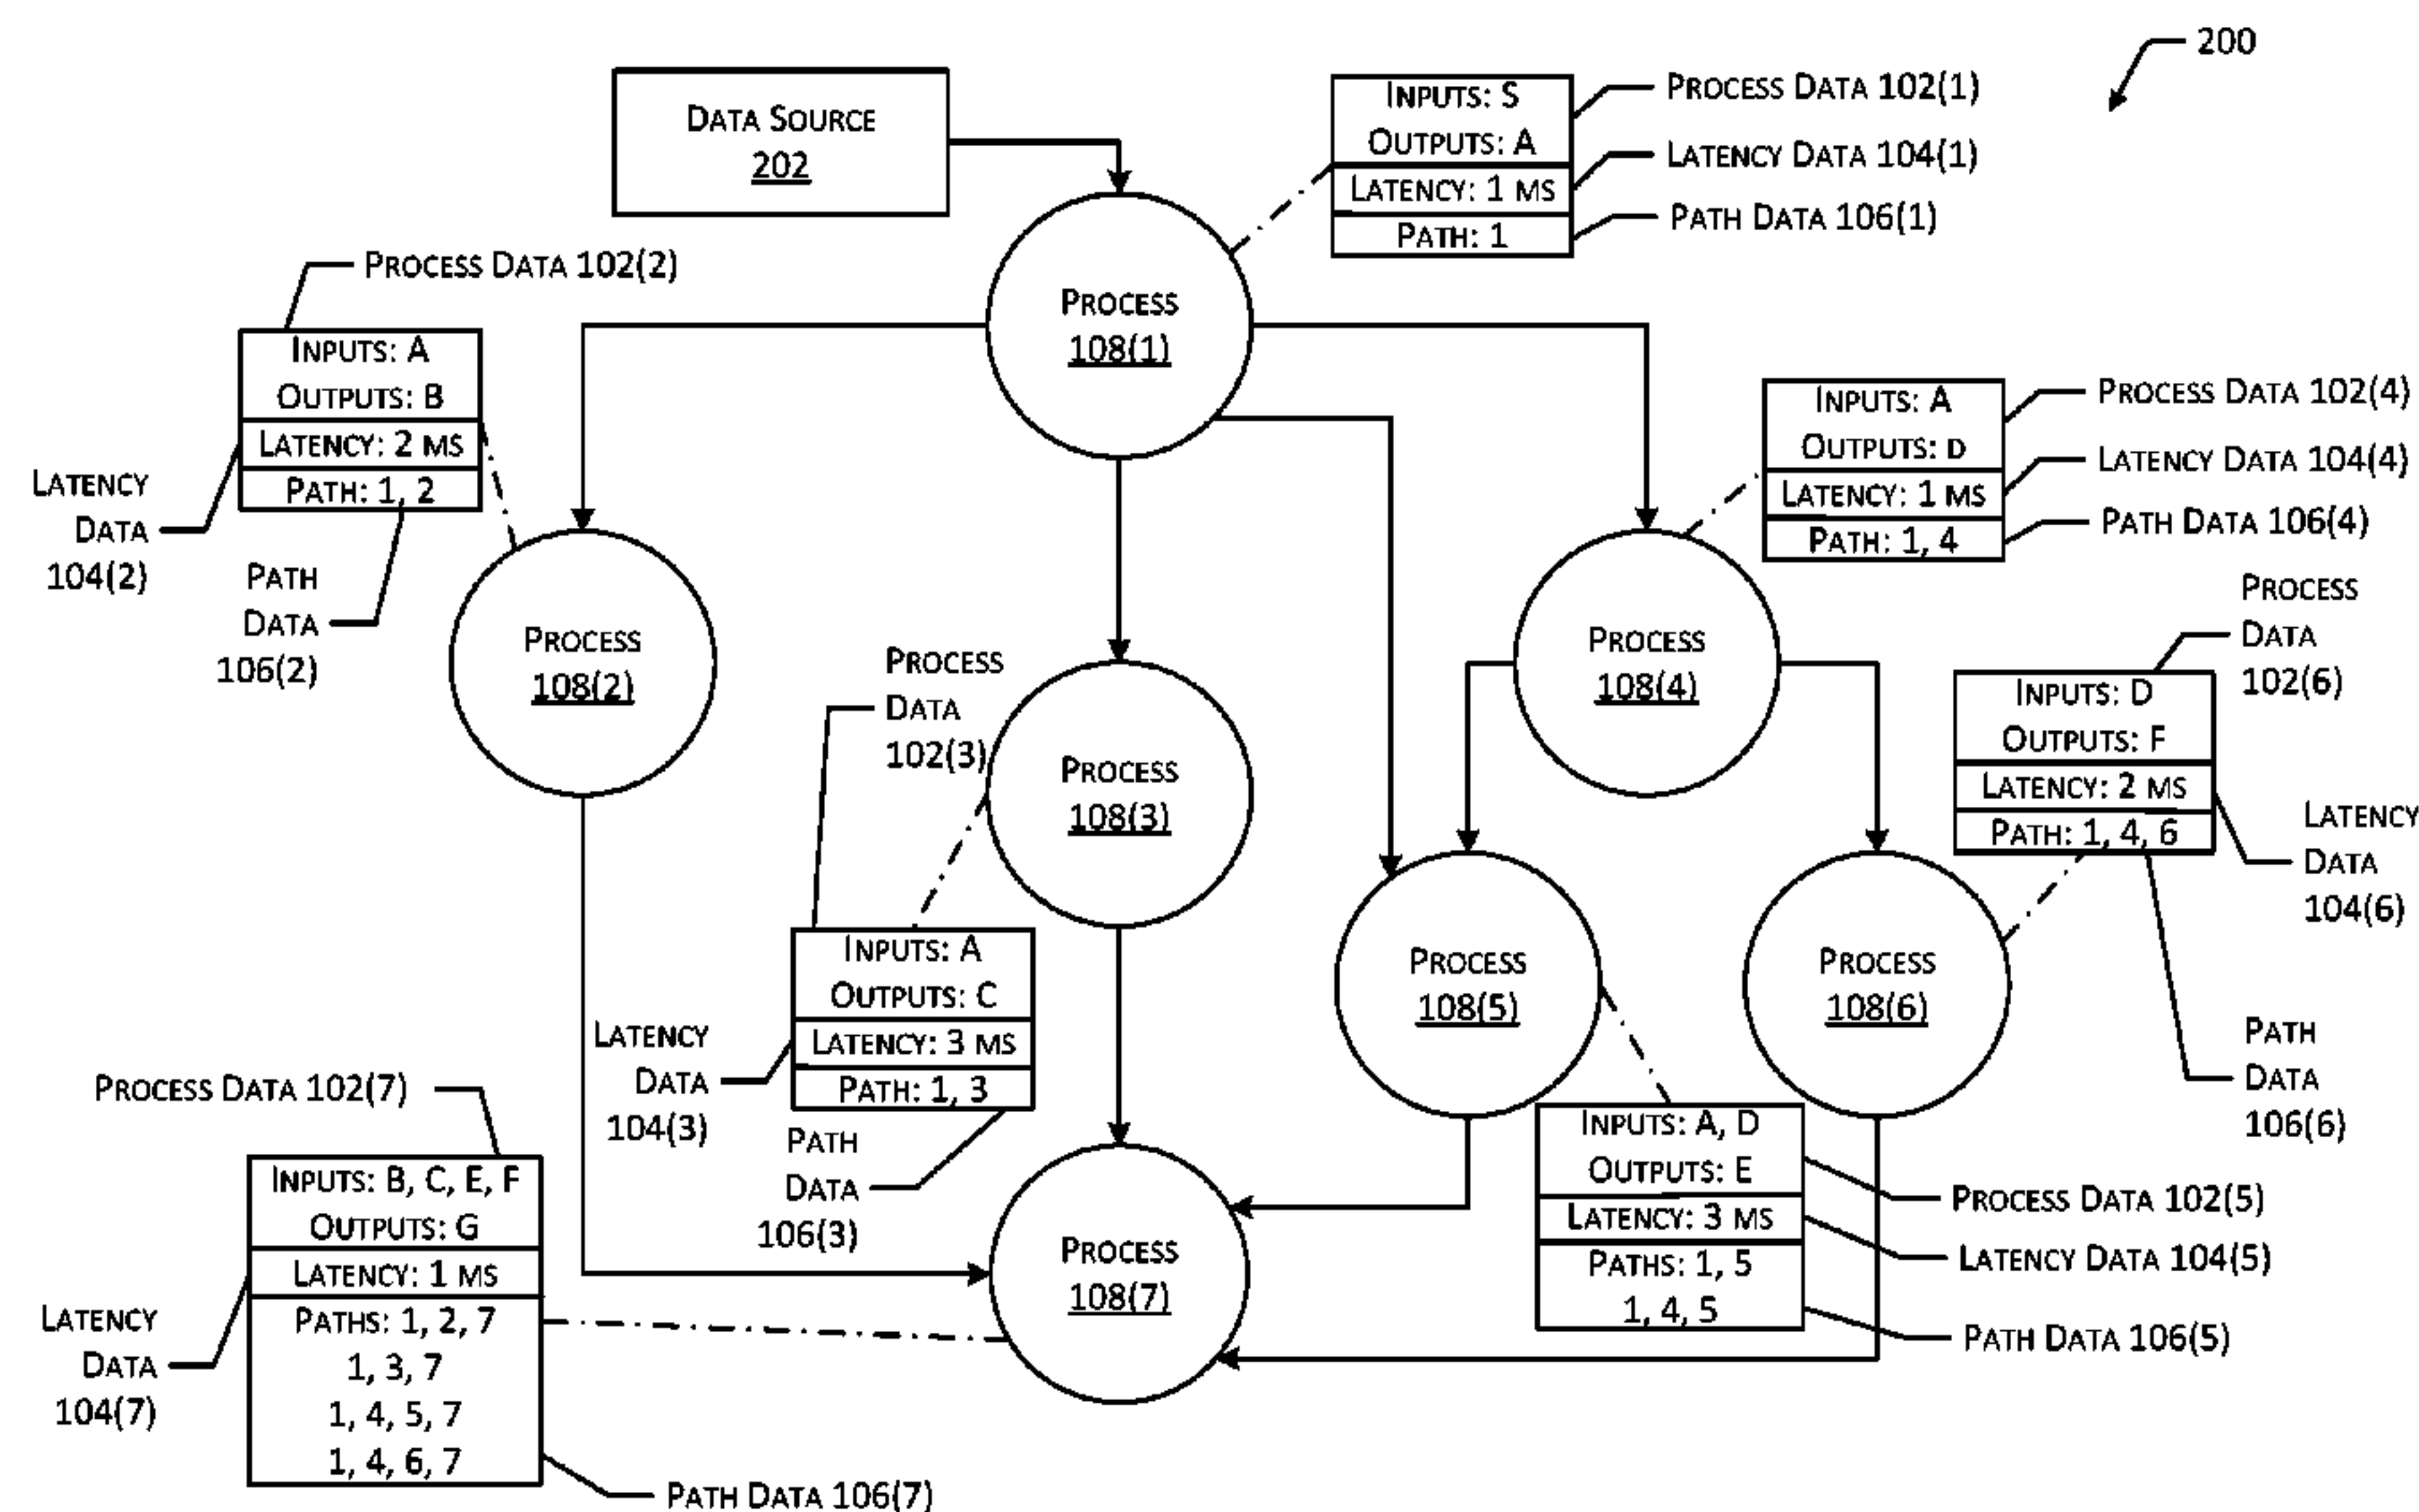 200
DATA SOURCE
202
INPUTS: S
OUTPUTS: A
LATENCY: 1 MS
PATH: 1
PROCESS DATA 102(1)
LATENCY DATA 104(1)
PATH DATA 106(1)
PROCESS
108(1)
PROCESS DATA 102(2)
INPUTS: A
OUTPUTS: B
LATENCY: 2 MS
PATH: 1, 2
LATENCY
DATA
104(2)
PATH
DATA
106(2)
PROCESS
108(2)
INPUTS: A
OUTPUTS: D
LATENCY: 1 MS
PATH: 1, 4
PROCESS DATA 102(4)
LATENCY DATA 104(4)
PATH DATA 106(4)
PROCESS
108(4)
PROCESS
DATA
102(3)
PROCESS
108(3)
INPUTS: A
OUTPUTS: C
LATENCY: 3 MS
PATH: 1, 3
LATENCY
DATA
104(3)
PATH
DATA
106(3)
PROCESS
DATA
102(6)
INPUTS: D
OUTPUTS: F
LATENCY: 2 MS
PATH: 1, 4, 6
LATENCY
DATA
104(6)
PATH
DATA
106(6)
PROCESS
108(5)
PROCESS
108(6)
INPUTS: A, D
OUTPUTS: E
LATENCY: 3 MS
PATHS: 1, 5
1, 4, 5
PROCESS DATA 102(5)
LATENCY DATA 104(5)
PATH DATA 106(5)
PROCESS DATA 102(7)
INPUTS: B, C, E, F
OUTPUTS: G
LATENCY: 1 MS
PATHS: 1, 2, 7
1, 3, 7
1, 4, 5, 7
1, 4, 6, 7
LATENCY
DATA
104(7)
PATH DATA 106(7)
PROCESS
108(7)